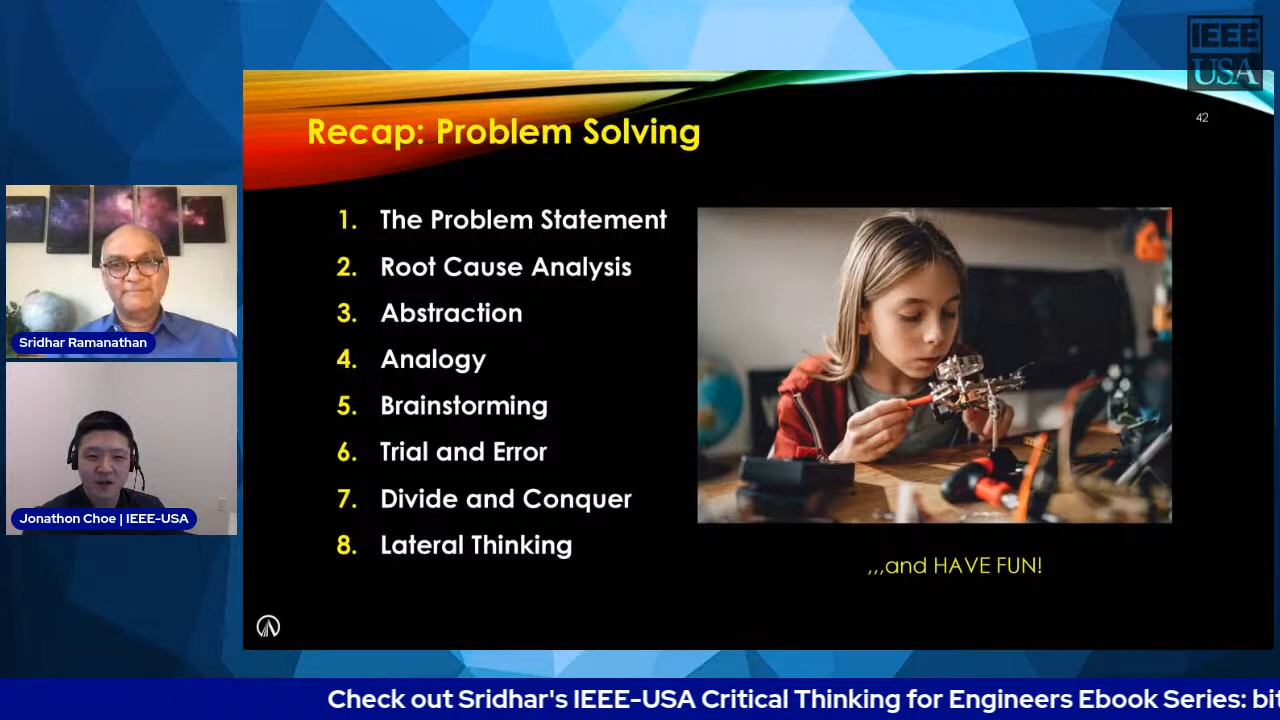 IEEE
USA
42
Recap: Problem Solving
1. The Problem Statement
2. Root Cause Analysis
3. Abstraction
4. Analogy
5. Brainstorming
6. Trial and Error
7. Divide and Conquer
8. Lateral Thinking
,,,and HAVE FUN!
Sridhar Ramanathan
Jonathon Choe | IEEE-USA
Check out Sridhar's IEEE-USA Critical Thinking for Engineers Ebook Series: bit